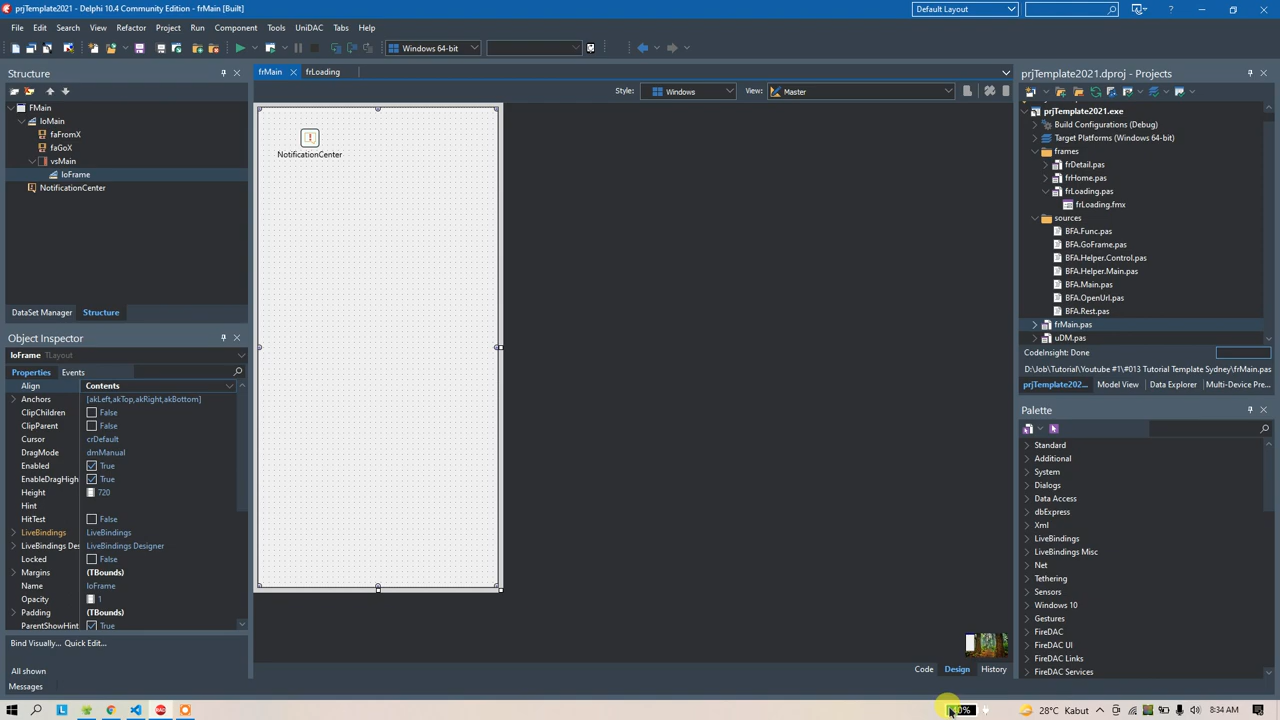 prjTemplate2021 - Delphi 10.4 Community Edition - frMain [Built]
Default Layout
File Edit Search View Refactor Project Run Component Tools UniDAC Tabs Help
Windows 64-bit
Structure
frMain
frLoading
prjTemplate2021.dproj - Projects
Style:
Windows
View:
Master
FMain
loMain
faFromX
faGoX
vsMain
loFrame
NotificationCenter
NotificationCenter
prjTemplate2021.exe
Build Configurations (Debug)
Target Platforms (Windows 64-bit)
frames
frDetail.pas
frHome.pas
frLoading.pas
frLoading.fmx
sources
BFA.Func.pas
BFA.GoFrame.pas
BFA.Helper.Control.pas
BFA.Helper.Main.pas
BFA.Main.pas
BFA.OpenUrl.pas
BFA.Rest.pas
frMain.pas
uDM.pas
CodeInsight: Done
D:\Job\Tutorial\Youtube #1\#013 Tutorial Template Sydney\frMain.pas
prjTemplate202... Model View Data Explorer Multi-Device Pre...
DataSet Manager Structure
Object Inspector
loFrame TLayout
Properties Events
Align Contents
Anchors [akLeft,akTop,akRight,akBottom]
ClipChildren False
ClipParent False
Cursor crDefault
DragMode dmManual
Enabled True
EnableDragHigh True
Height 720
Hint
HitTest False
LiveBindings LiveBindings
LiveBindings Des LiveBindings Designer
Locked False
Margins (TBounds)
Name loFrame
Opacity 1
Padding (TBounds)
ParentShowHint True
Bind Visually... Quick Edit...
All shown
Messages
Palette
Standard
Additional
System
Dialogs
Data Access
dbExpress
Xml
LiveBindings
LiveBindings Misc
Net
Tethering
Sensors
Windows 10
Gestures
FireDAC
FireDAC UI
FireDAC Links
FireDAC Services
Code Design History
28°C Kabut
8:34 AM